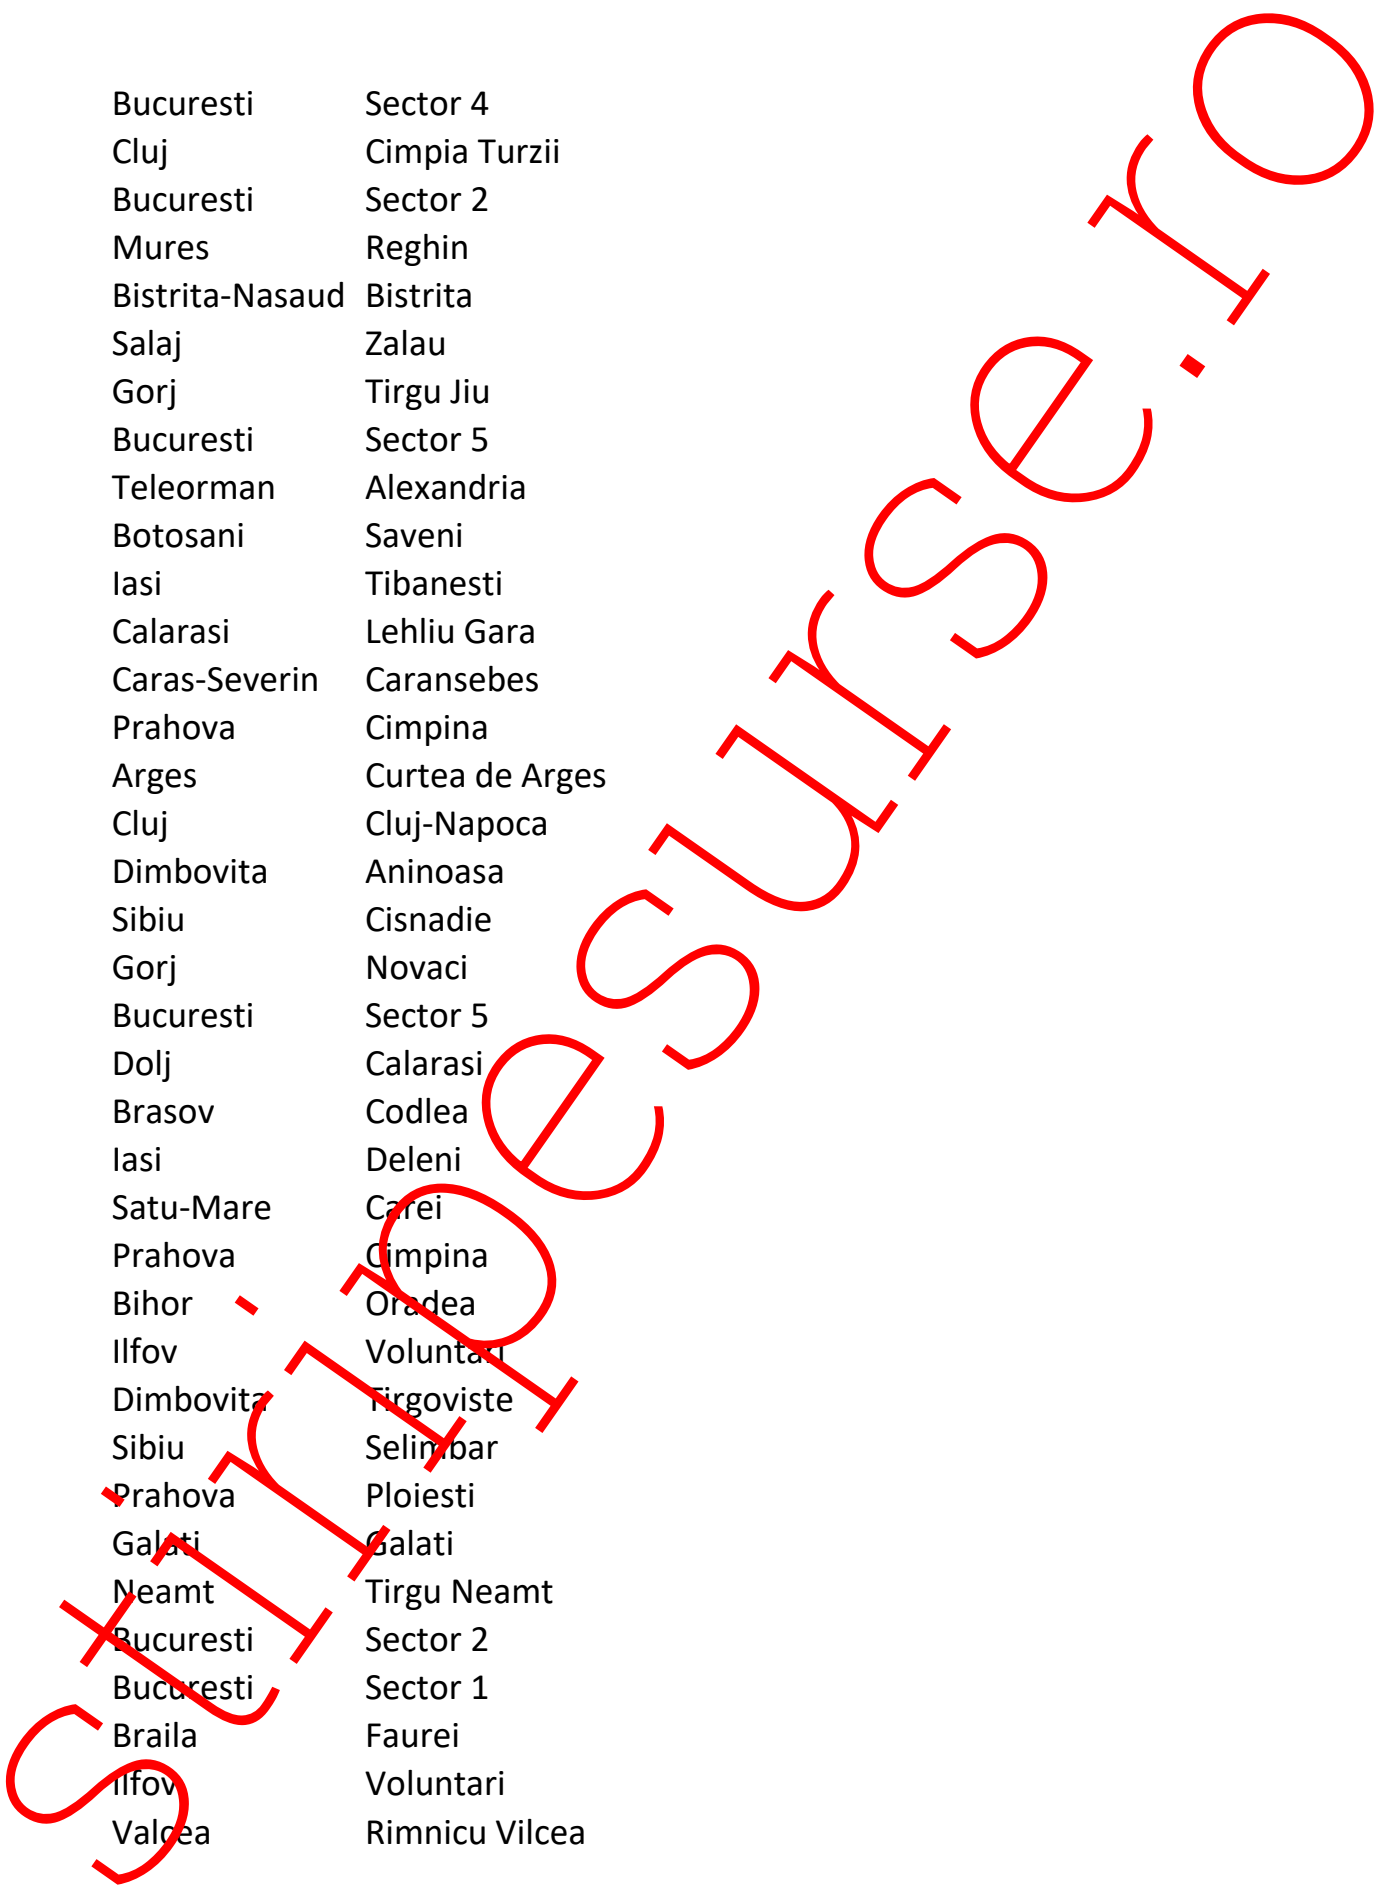 Bucuresti Sector 4
Cluj Cimpia Turzii
Bucuresti Sector 2
Mures Reghin
Bistrita-Nasaud Bistrita
Salaj Zalau
Gorj Tirgu Jiu
Bucuresti Sector 5
Teleorman Alexandria
Botosani Saveni
Iasi Tibanesti
Calarasi Lehliu Gara
Caras-Severin Caransebes
Prahova Cimpina
Arges Curtea de Arges
Cluj Cluj-Napoca
Dimbovita Aninoasa
Sibiu Cisnadie
Gorj Novaci
Bucuresti Sector 5
Dolj Calarasi
Brasov Codlea
Iasi Deleni
Satu-Mare Carei
Prahova Cimpina
Bihor Oradea
Ilfov Voluntari
Dimbovita Tirgoviste
Sibiu Selimbar
Prahova Ploiesti
Galati Galati
Neamt Tirgu Neamt
Bucuresti Sector 2
Bucuresti Sector 1
Braila Faurei
Ilfov Voluntari
Valcea Rimnicu Vilcea
stiripesurse.ro